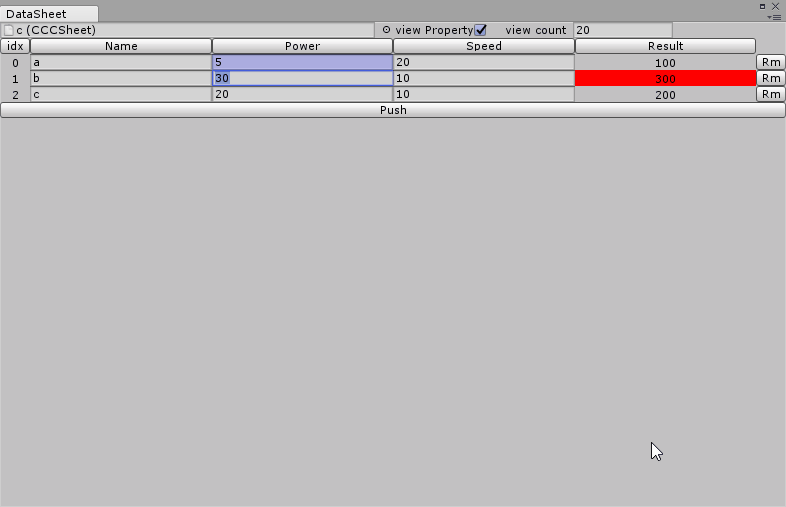 DataSheet
c (CCCSheet) view Property view count 20
idx Name Power Speed Result
0 a 5 20 100 Rm
1 b 30 10 300 Rm
2 c 20 10 200 Rm
Push